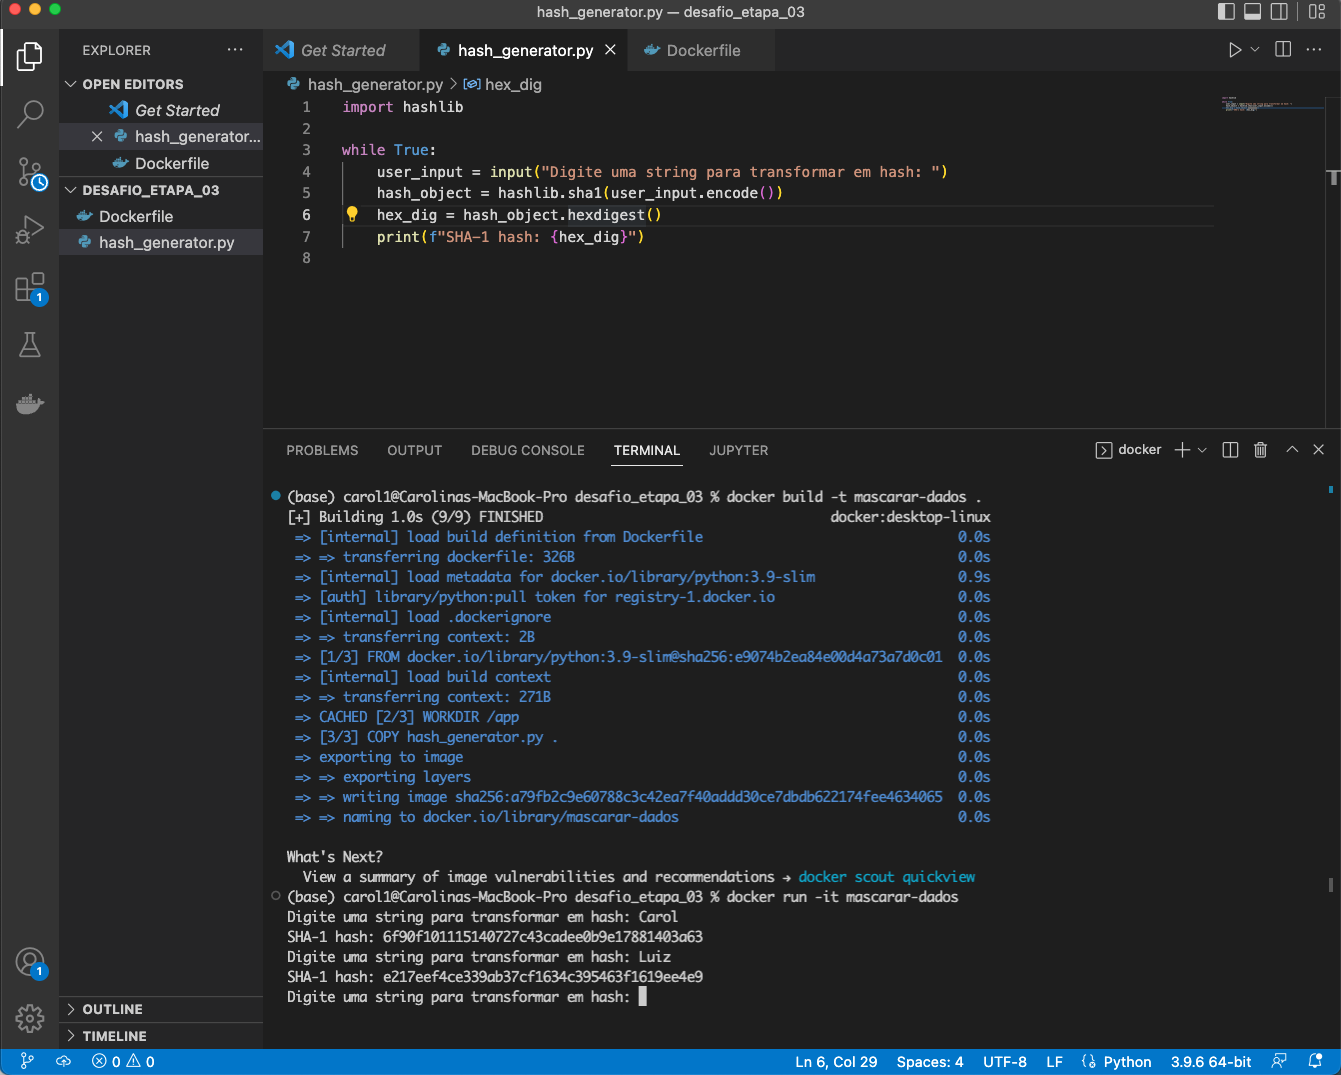 hash_generator.py — desafio_etapa_03
EXPLORER
OPEN EDITORS
Get Started
hash_generator...
Dockerfile
DESAFIO_ETAPA_03
Dockerfile
hash_generator.py
OUTLINE
TIMELINE
1
1
Get Started
hash_generator.py
Dockerfile
hash_generator.py > hex_dig
1 import hashlib
2
3 while True:
4 user_input = input("Digite uma string para transformar em hash: ")
5 hash_object = hashlib.sha1(user_input.encode())
6 hex_dig = hash_object.hexdigest()
7 print(f"SHA-1 hash: {hex_dig}")
8
PROBLEMS OUTPUT DEBUG CONSOLE TERMINAL JUPYTER
docker
(base) carol1@Carolinas-MacBook-Pro desafio_etapa_03 % docker build -t mascarar-dados .
[+] Building 1.0s (9/9) FINISHED docker:desktop-linux
=> [internal] load build definition from Dockerfile 0.0s
=> => transferring dockerfile: 326B 0.0s
=> [internal] load metadata for docker.io/library/python:3.9-slim 0.9s
=> [auth] library/python:pull token for registry-1.docker.io 0.0s
=> [internal] load .dockerignore 0.0s
=> => transferring context: 2B 0.0s
=> [1/3] FROM docker.io/library/python:3.9-slim@sha256:e9074b2ea84e00d4a73a7d0c01 0.0s
=> [internal] load build context 0.0s
=> => transferring context: 271B 0.0s
=> CACHED [2/3] WORKDIR /app 0.0s
=> [3/3] COPY hash_generator.py . 0.0s
=> exporting to image 0.0s
=> => exporting layers 0.0s
=> => writing image sha256:a79fb2c9e60788c3c42ea7f40addd30ce7dbdb622174fee4634065 0.0s
=> => naming to docker.io/library/mascarar-dados 0.0s
What's Next?
View a summary of image vulnerabilities and recommendations → docker scout quickview
(base) carol1@Carolinas-MacBook-Pro desafio_etapa_03 % docker run -it mascarar-dados
Digite uma string para transformar em hash: Carol
SHA-1 hash: 6f90f101115140727c43cadee0b9e17881403a63
Digite uma string para transformar em hash: Luiz
SHA-1 hash: e217eef4ce339ab37cf1634c395463f1619ee4e9
Digite uma string para transformar em hash:
0 0
Ln 6, Col 29 Spaces: 4 UTF-8 LF Python 3.9.6 64-bit